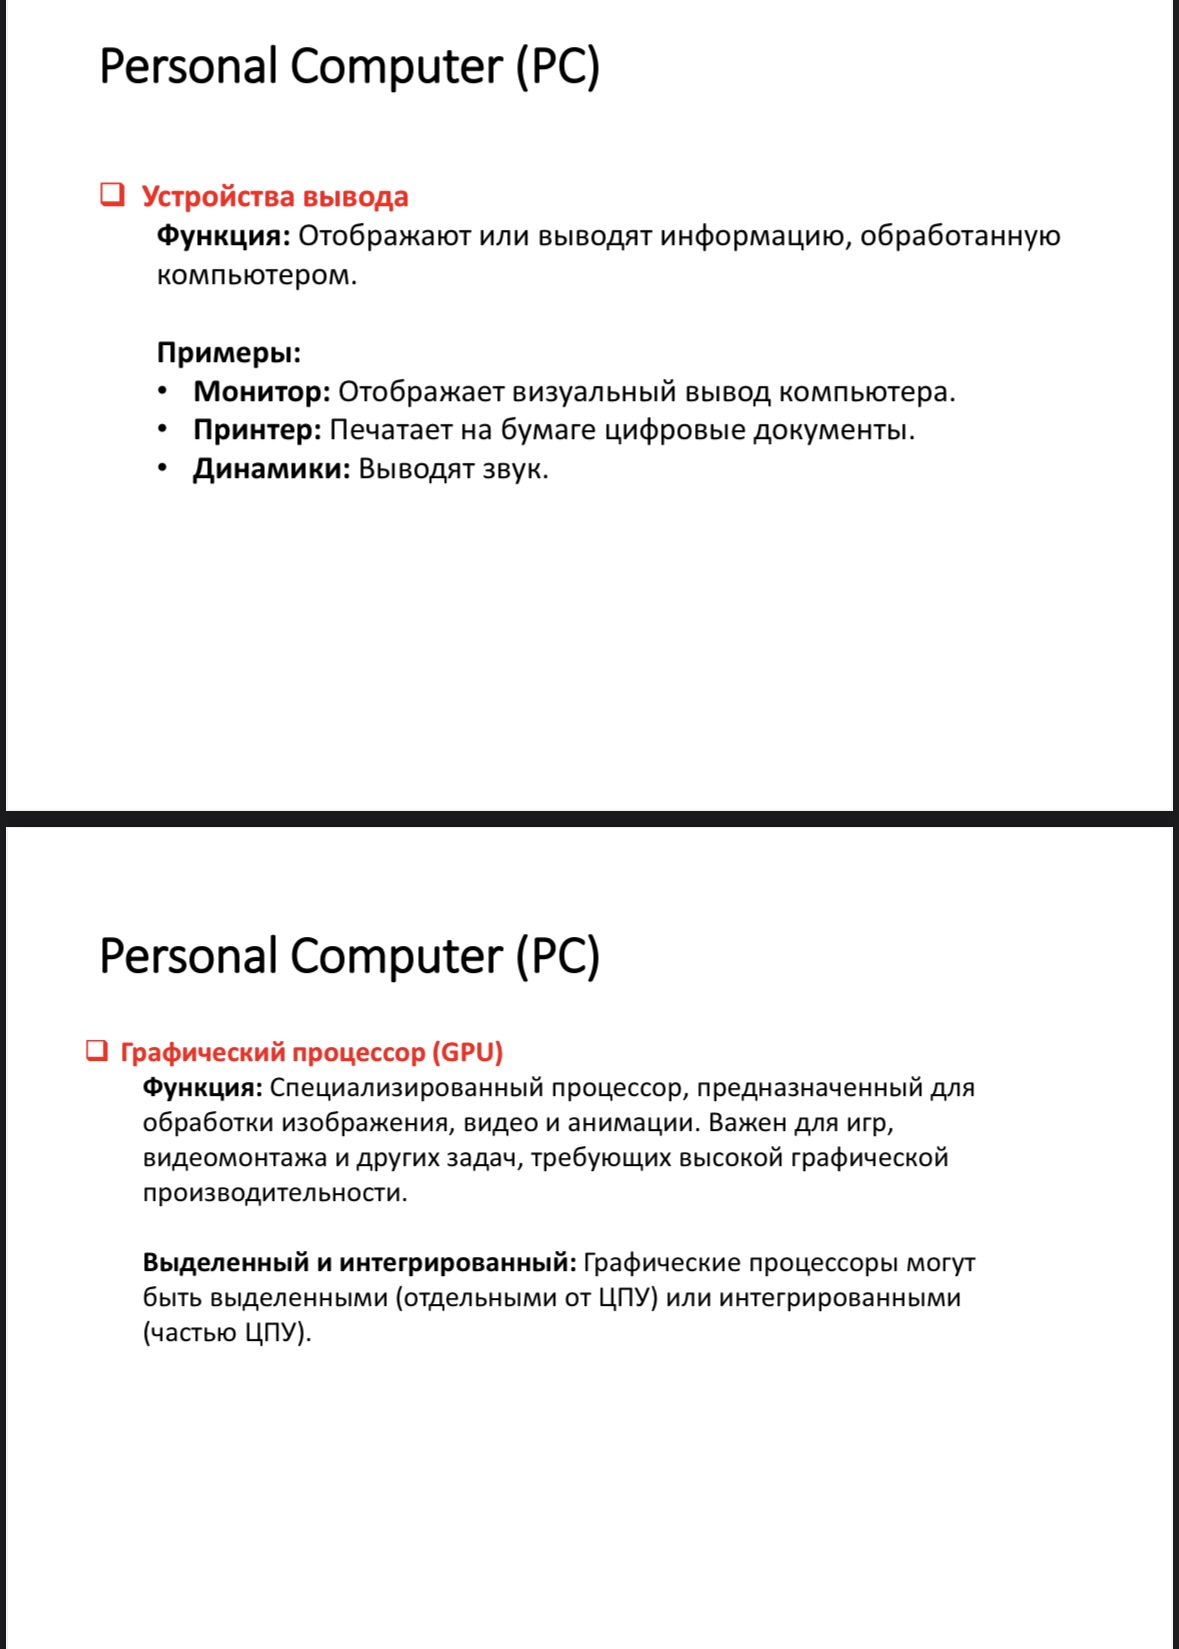 Personal Computer (PC)
❑ Устройства вывода
Функция: Отображают или выводят информацию, обработанную
компьютером.
Примеры:
• Монитор: Отображает визуальный вывод компьютера.
• Принтер: Печатает на бумаге цифровые документы.
• Динамики: Выводят звук.
Personal Computer (PC)
❑ Графический процессор (GPU)
Функция: Специализированный процессор, предназначенный для
обработки изображения, видео и анимации. Важен для игр,
видеомонтажа и других задач, требующих высокой графической
производительности.
Выделенный и интегрированный: Графические процессоры могут
быть выделенными (отдельными от ЦПУ) или интегрированными
(частью ЦПУ).